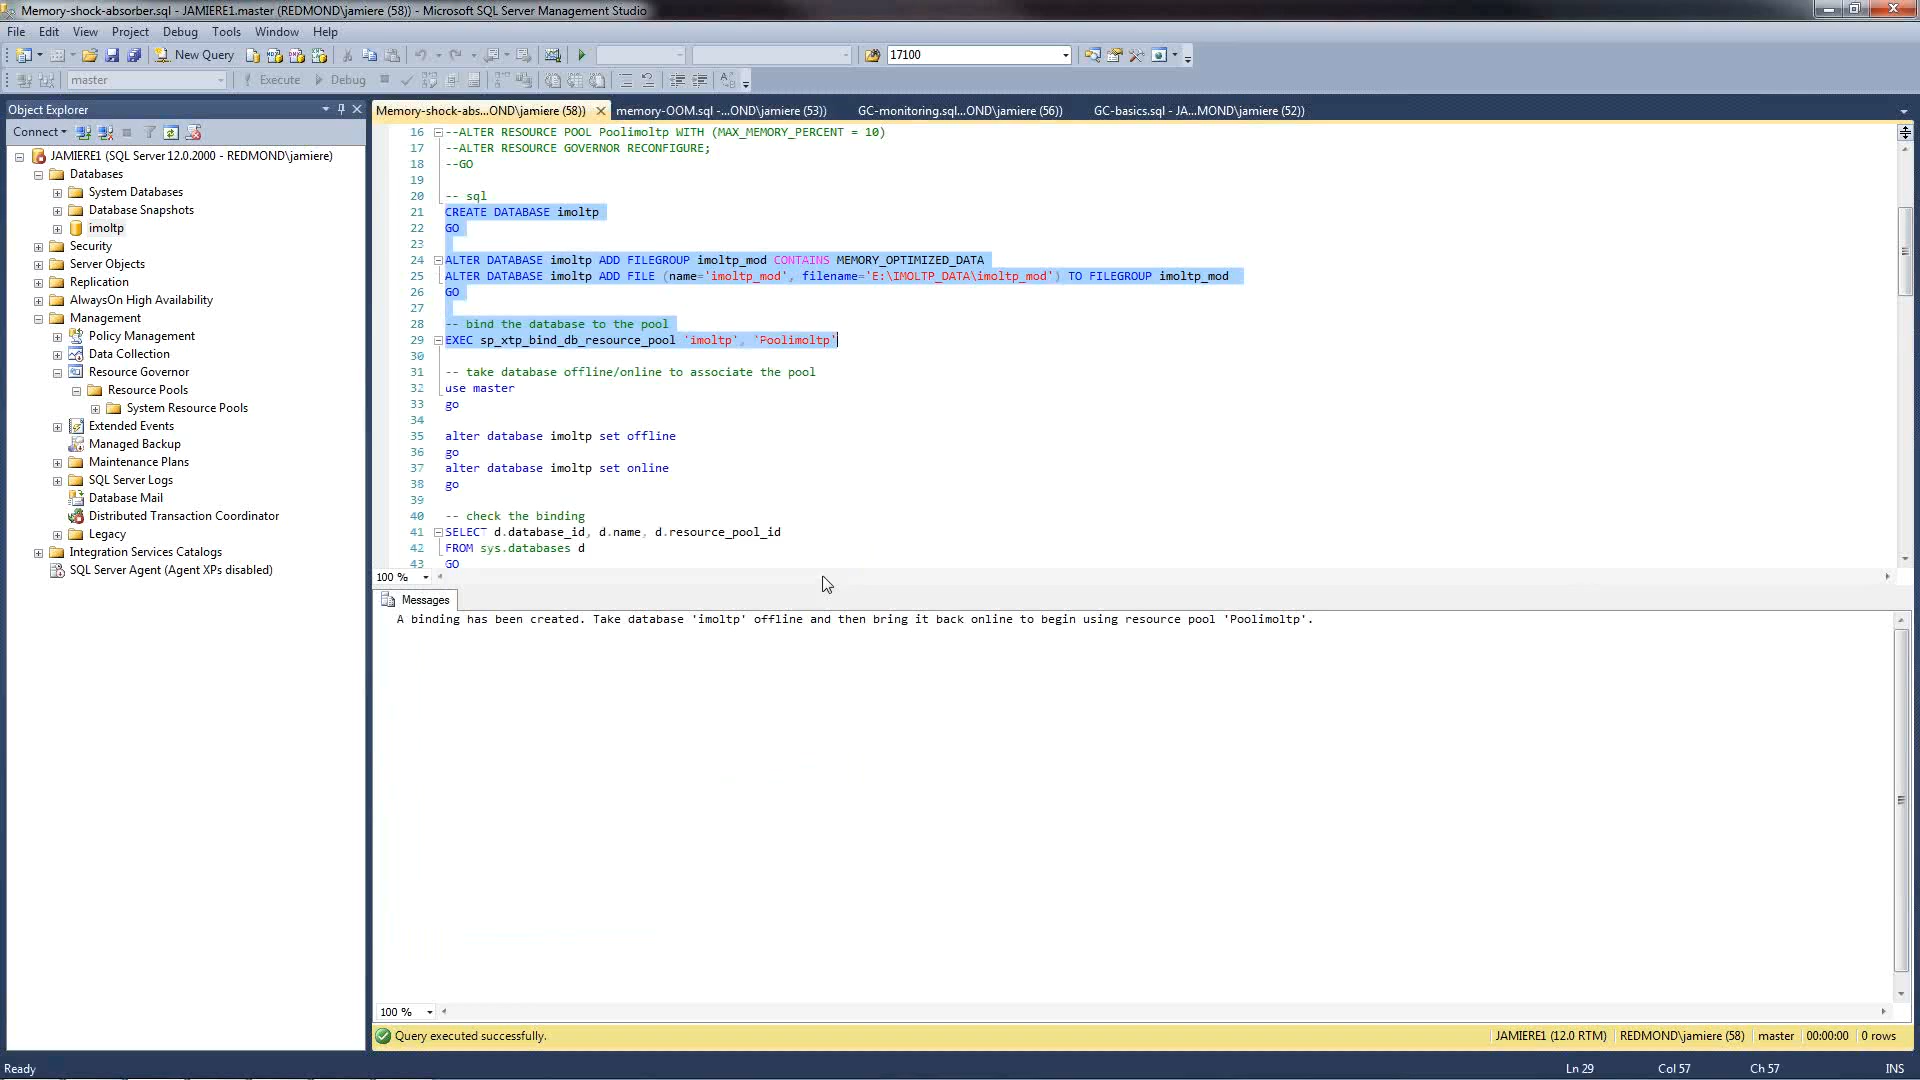 Memory-shock-absorber.sql - JAMIERE1.master (REDMOND\jamiere (58)) - Microsoft SQL Server Management Studio
File Edit View Project Debug Tools Window Help
New Query 17100
master Execute Debug
Object Explorer
Connect
JAMIERE1 (SQL Server 12.0.2000 - REDMOND\jamiere)
Databases
System Databases
Database Snapshots
imoltp
Security
Server Objects
Replication
AlwaysOn High Availability
Management
Policy Management
Data Collection
Resource Governor
Resource Pools
System Resource Pools
Extended Events
Managed Backup
Maintenance Plans
SQL Server Logs
Database Mail
Distributed Transaction Coordinator
Legacy
Integration Services Catalogs
SQL Server Agent (Agent XPs disabled)
Memory-shock-abs...OND\jamiere (58)) memory-OOM.sql -...OND\jamiere (53)) GC-monitoring.sql...OND\jamiere (56)) GC-basics.sql - JA...MOND\jamiere (52))
16 --ALTER RESOURCE POOL Poolimoltp WITH (MAX_MEMORY_PERCENT = 10)
17 --ALTER RESOURCE GOVERNOR RECONFIGURE;
18 --GO
19
20 -- sql
21 CREATE DATABASE imoltp
22 GO
23
24 ALTER DATABASE imoltp ADD FILEGROUP imoltp_mod CONTAINS MEMORY_OPTIMIZED_DATA
25 ALTER DATABASE imoltp ADD FILE (name='imoltp_mod', filename='E:\IMOLTP_DATA\imoltp_mod') TO FILEGROUP imoltp_mod
26 GO
27
28 -- bind the database to the pool
29 EXEC sp_xtp_bind_db_resource_pool 'imoltp', 'Poolimoltp'
30
31 -- take database offline/online to associate the pool
32 use master
33 go
34
35 alter database imoltp set offline
36 go
37 alter database imoltp set online
38 go
39
40 -- check the binding
41 SELECT d.database_id, d.name, d.resource_pool_id
42 FROM sys.databases d
43 GO
100 %
Messages
A binding has been created. Take database 'imoltp' offline and then bring it back online to begin using resource pool 'Poolimoltp'.
100 %
Query executed successfully. JAMIERE1 (12.0 RTM) REDMOND\jamiere (58) master 00:00:00 0 rows
Ready Ln 29 Col 57 Ch 57 INS